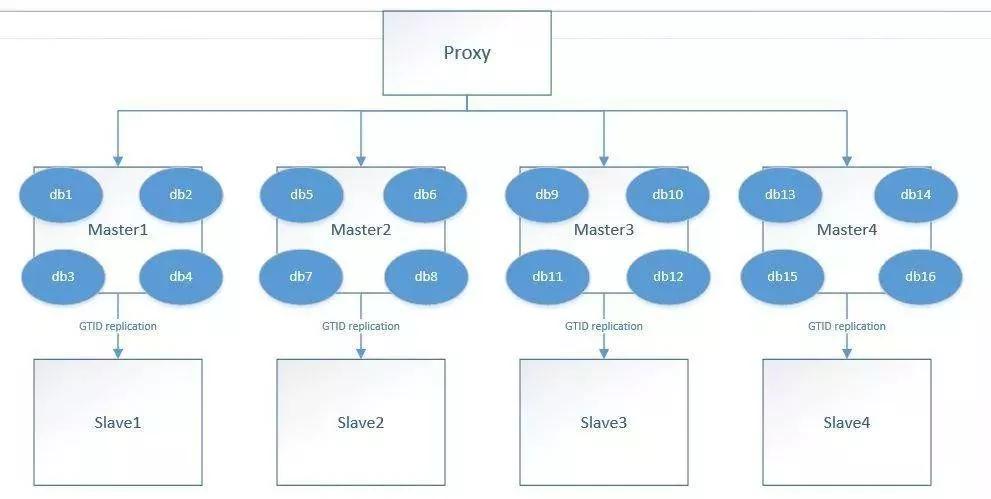 Proxy
db1
db2
db5
db6
db9
db10
db13
db14
Master1
Master2
Master3
Master4
db3
db4
db7
db8
db11
db12
db15
db16
GTID replication
GTID replication
GTID replication
GTID replication
Slave1
Slave2
Slave3
Slave4